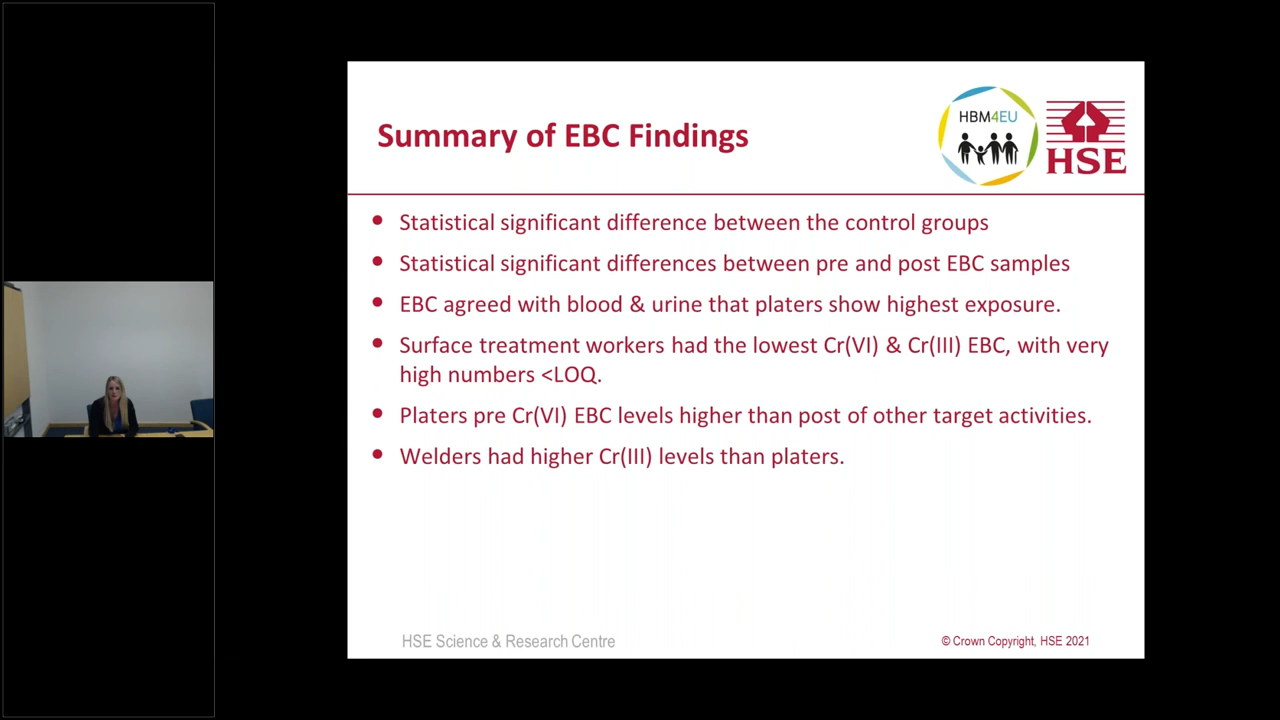 Summary of EBC Findings
HBM4EU
HSE
• Statistical significant difference between the control groups
• Statistical significant differences between pre and post EBC samples
• EBC agreed with blood & urine that platers show highest exposure.
• Surface treatment workers had the lowest Cr(VI) & Cr(III) EBC, with very
high numbers <LOQ.
• Platers pre Cr(VI) EBC levels higher than post of other target activities.
• Welders had higher Cr(III) levels than platers.
HSE Science & Research Centre
© Crown Copyright, HSE 2021